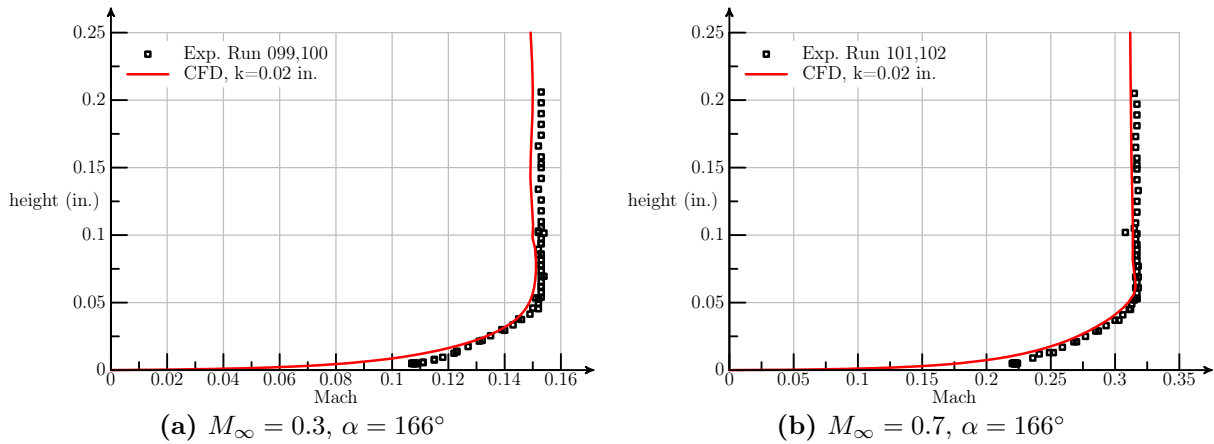 0.25
Exp. Run 099,100
CFD, k=0.02 in.
0.2
0.15
height (in.)
0.1
0.05
0
0 0.02 0.04 0.06 0.08 0.1 0.12 0.14 0.16
Mach
(a) M∞ = 0.3, α = 166°
0.25
Exp. Run 101,102
CFD, k=0.02 in.
0.2
0.15
height (in.)
0.1
0.05
0
0 0.05 0.1 0.15 0.2 0.25 0.3 0.35
Mach
(b) M∞ = 0.7, α = 166°